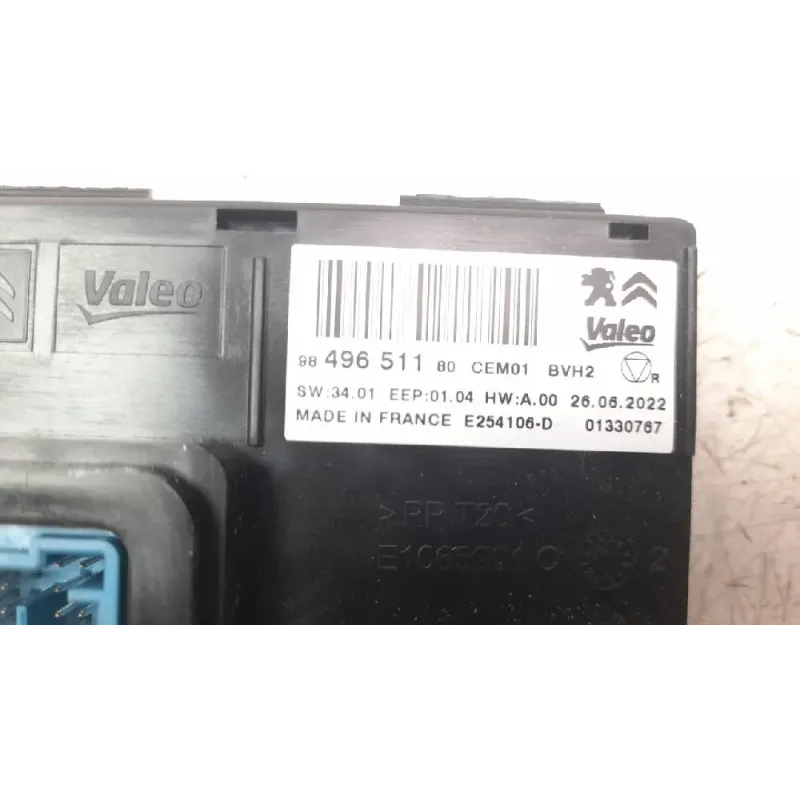 Valeo
Valeo
98 496 511 80 CEM01 BVH2
R
SW:34.01 EEP:01.04 HW:A.00 26.06.2022
MADE IN FRANCE E254106-D 01330767
>PP T20<
2